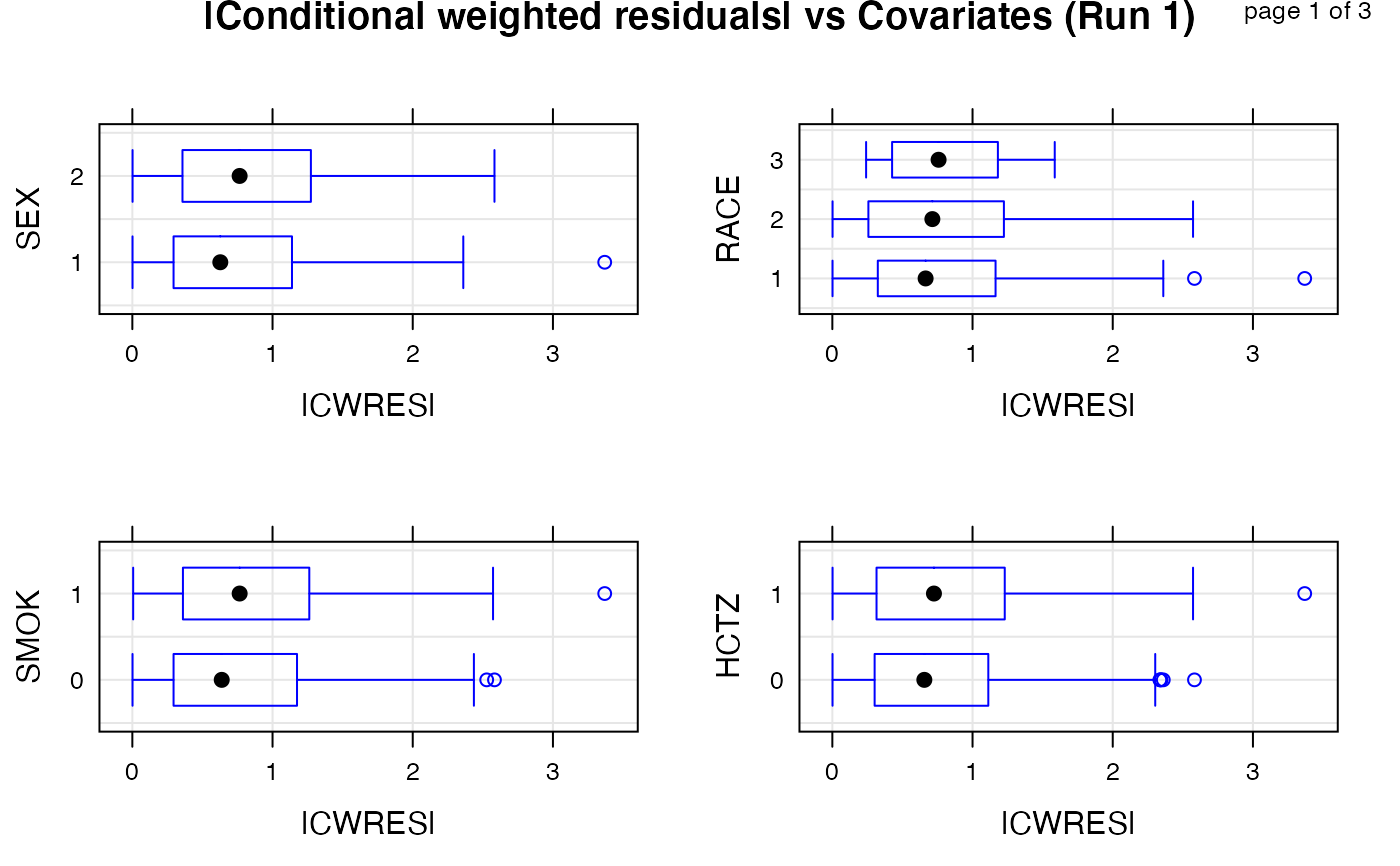 |Conditional weighted residuals| vs Covariates (Run 1)
page 1 of 3
SEX
2
1
0 1 2 3
|CWRES|
RACE
3
2
1
0 1 2 3
|CWRES|
SMOK
1
0
0 1 2 3
|CWRES|
HCTZ
1
0
0 1 2 3
|CWRES|